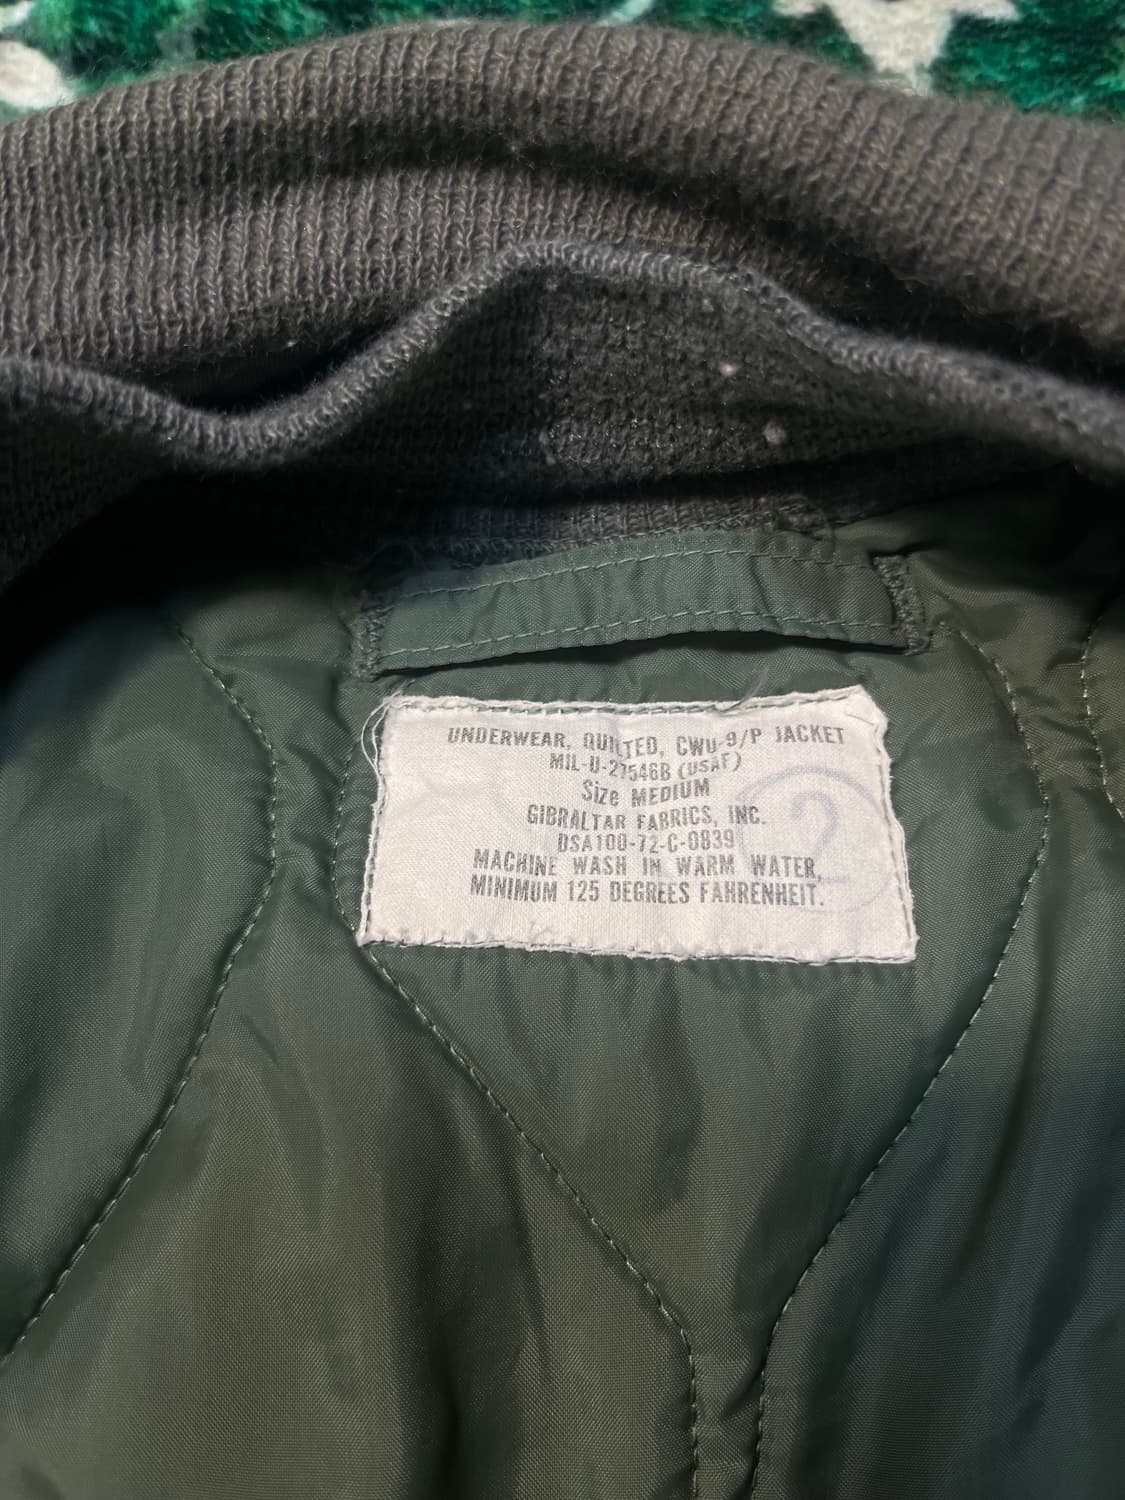 UNDERWEAR, QUILTED, CWU-9/P JACKET
MIL-U-27546B (USAF)
Size MEDIUM
GIBRALTAR FABRICS, INC.
DSA100-72-C-0839
MACHINE WASH IN WARM WATER,
MINIMUM 125 DEGREES FAHRENHEIT.
2